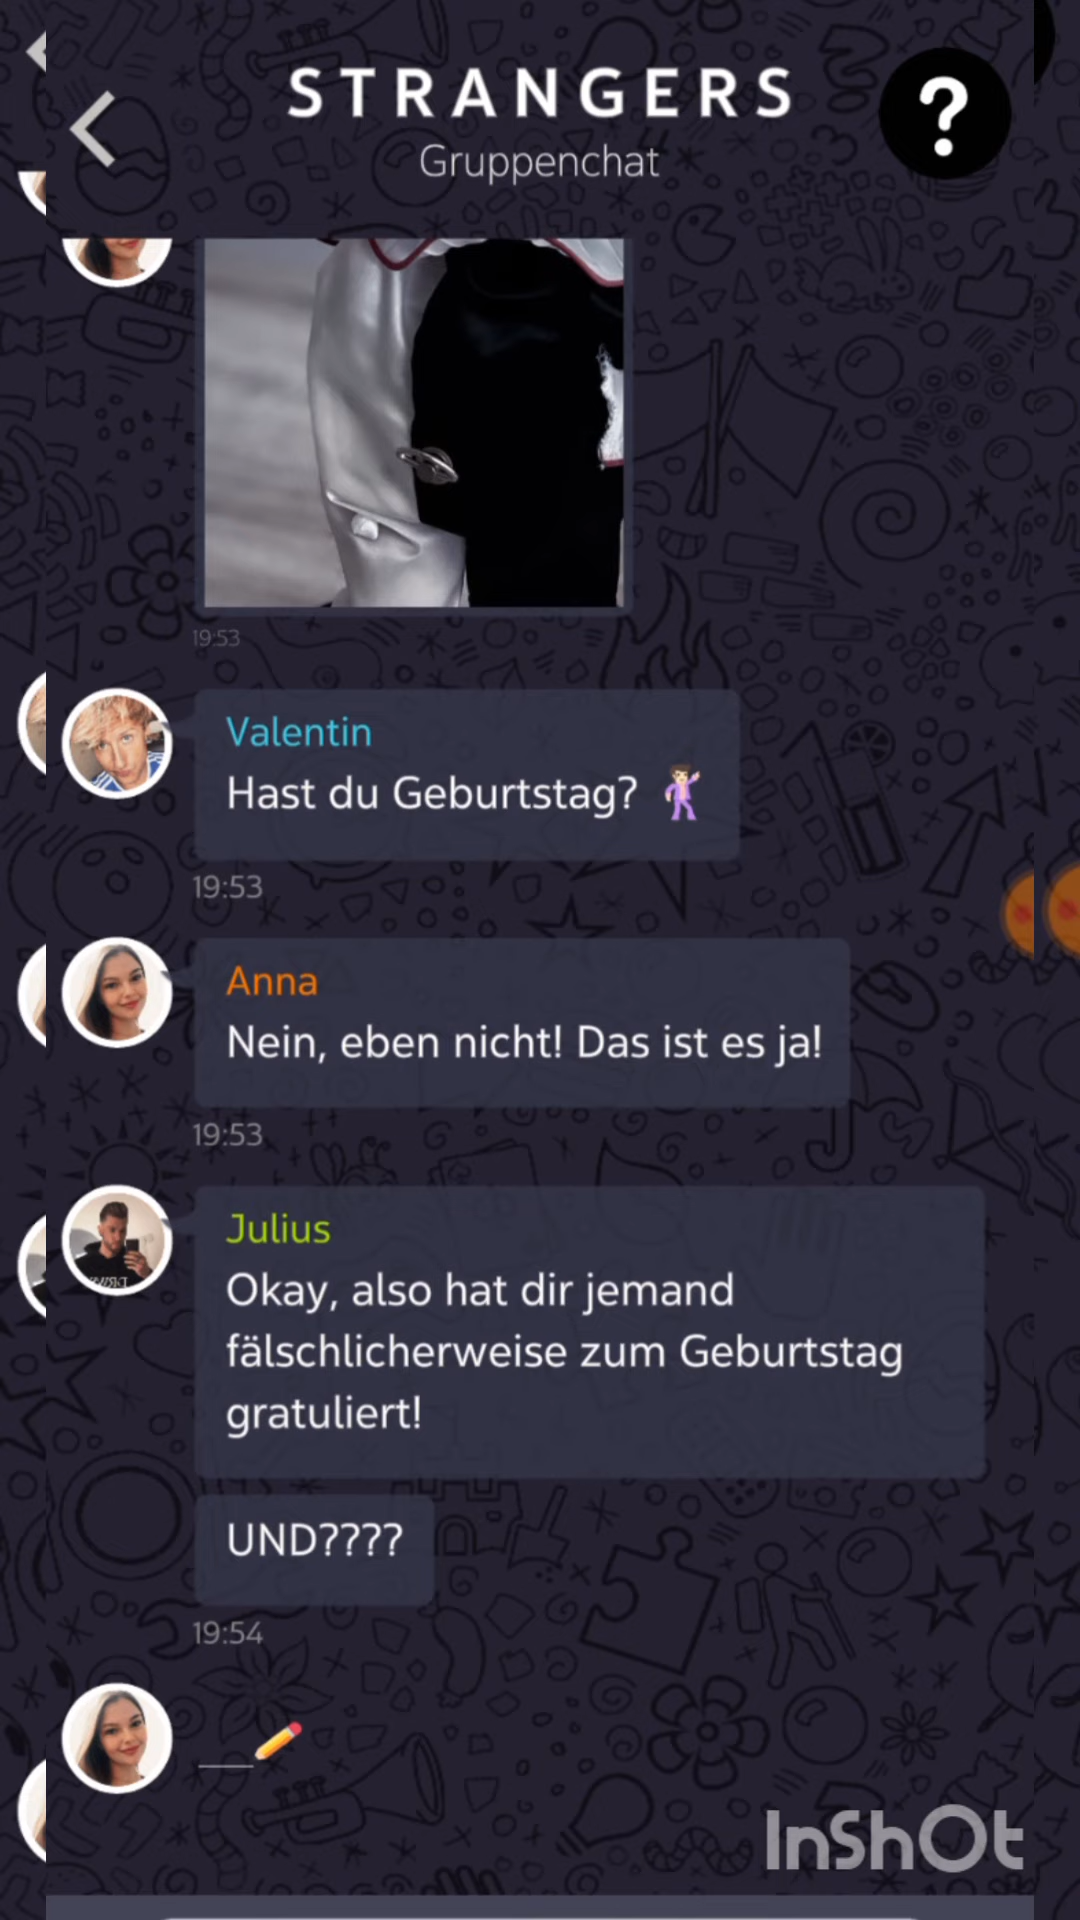 STRANGERS
?
Gruppenchat
19:53
Valentin
Hast du Geburtstag? 🕺
19:53
Anna
Nein, eben nicht! Das ist es ja!
19:53
Julius
Okay, also hat dir jemand
fälschlicherweise zum Geburtstag
gratuliert!
UND????
19:54
InShOt